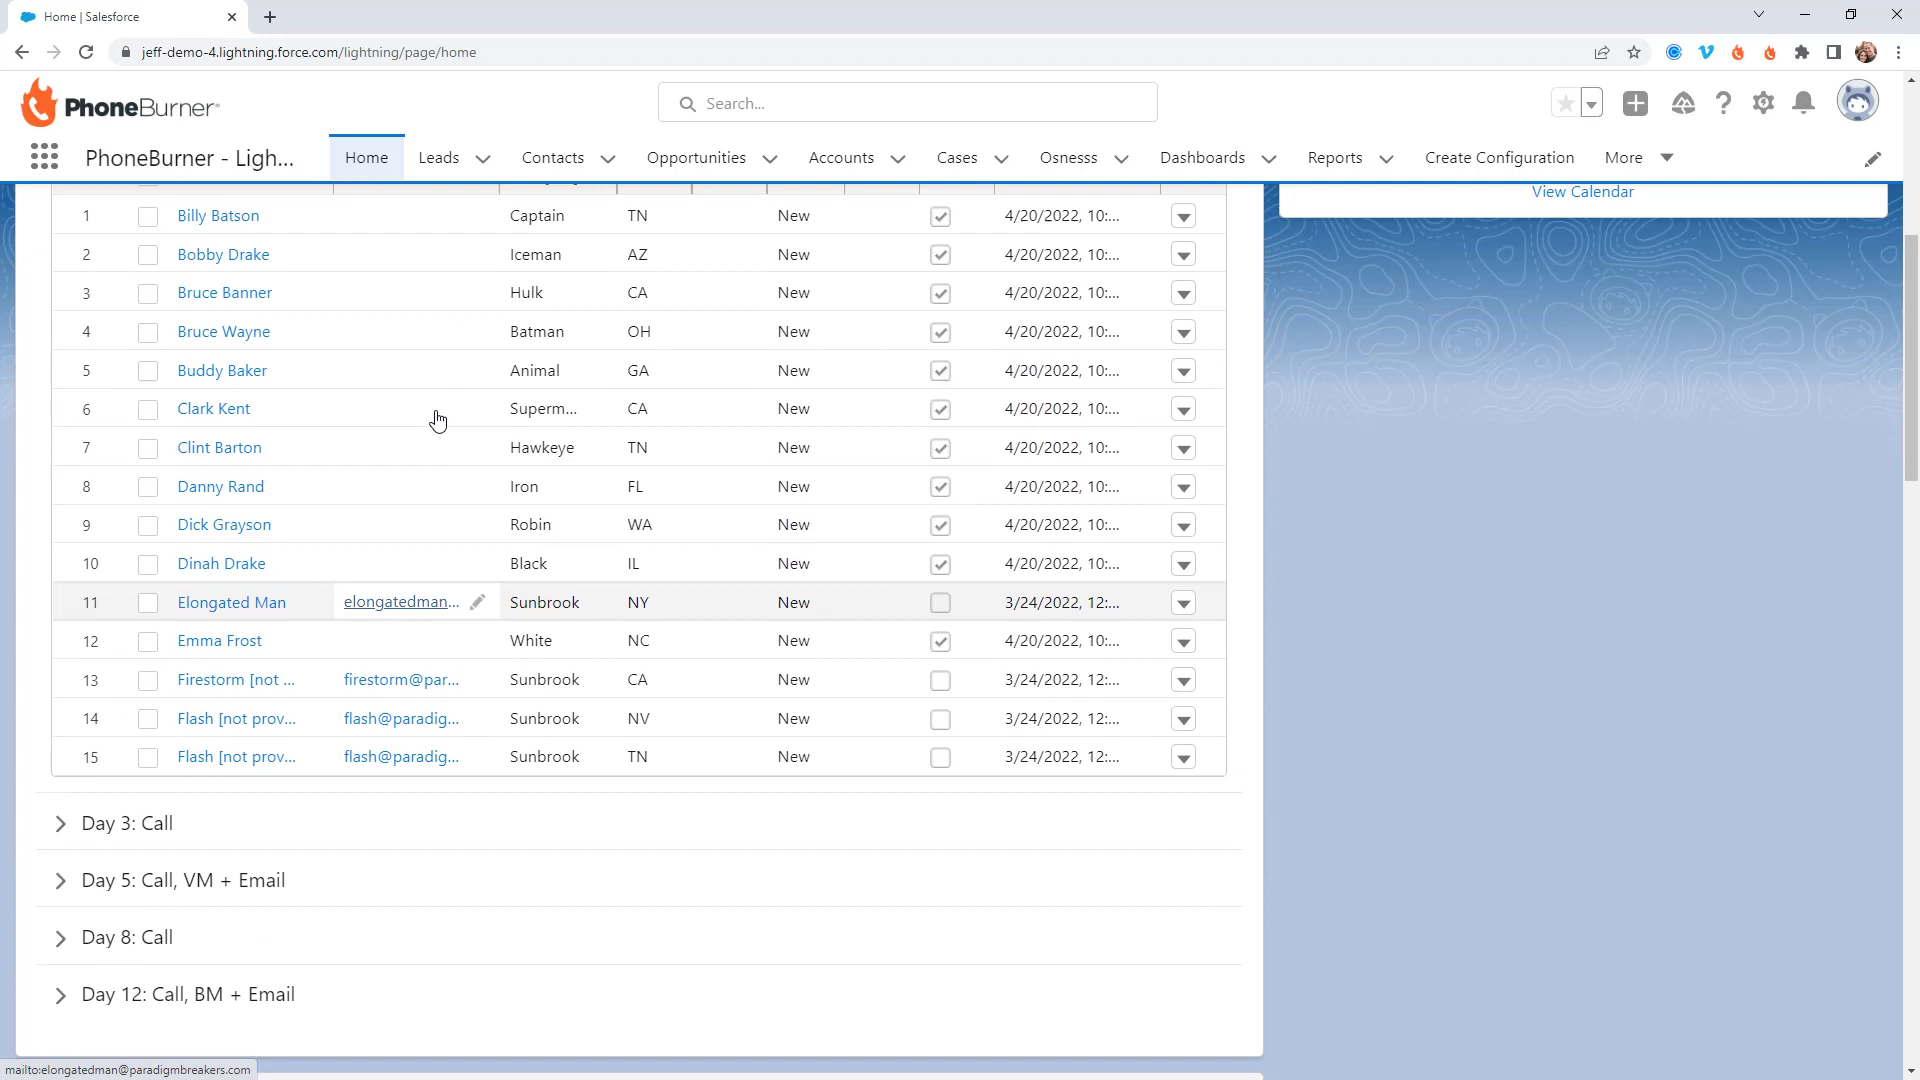 Home | Salesforce
jeff-demo-4.lightning.force.com/lightning/page/home
PhoneBurner
Search...
PhoneBurner - Ligh... Home Leads Contacts Opportunities Accounts Cases Osnesss Dashboards Reports Create Configuration More
View Calendar
1 Billy Batson Captain TN New 4/20/2022, 10:...
2 Bobby Drake Iceman AZ New 4/20/2022, 10:...
3 Bruce Banner Hulk CA New 4/20/2022, 10:...
4 Bruce Wayne Batman OH New 4/20/2022, 10:...
5 Buddy Baker Animal GA New 4/20/2022, 10:...
6 Clark Kent Superm... CA New 4/20/2022, 10:...
7 Clint Barton Hawkeye TN New 4/20/2022, 10:...
8 Danny Rand Iron FL New 4/20/2022, 10:...
9 Dick Grayson Robin WA New 4/20/2022, 10:...
10 Dinah Drake Black IL New 4/20/2022, 10:...
11 Elongated Man elongatedman... Sunbrook NY New 3/24/2022, 12:...
12 Emma Frost White NC New 4/20/2022, 10:...
13 Firestorm [not ... firestorm@par... Sunbrook CA New 3/24/2022, 12:...
14 Flash [not prov... flash@paradig... Sunbrook NV New 3/24/2022, 12:...
15 Flash [not prov... flash@paradig... Sunbrook TN New 3/24/2022, 12:...
Day 3: Call
Day 5: Call, VM + Email
Day 8: Call
Day 12: Call, BM + Email
mailto:elongatedman@paradigmbreakers.com